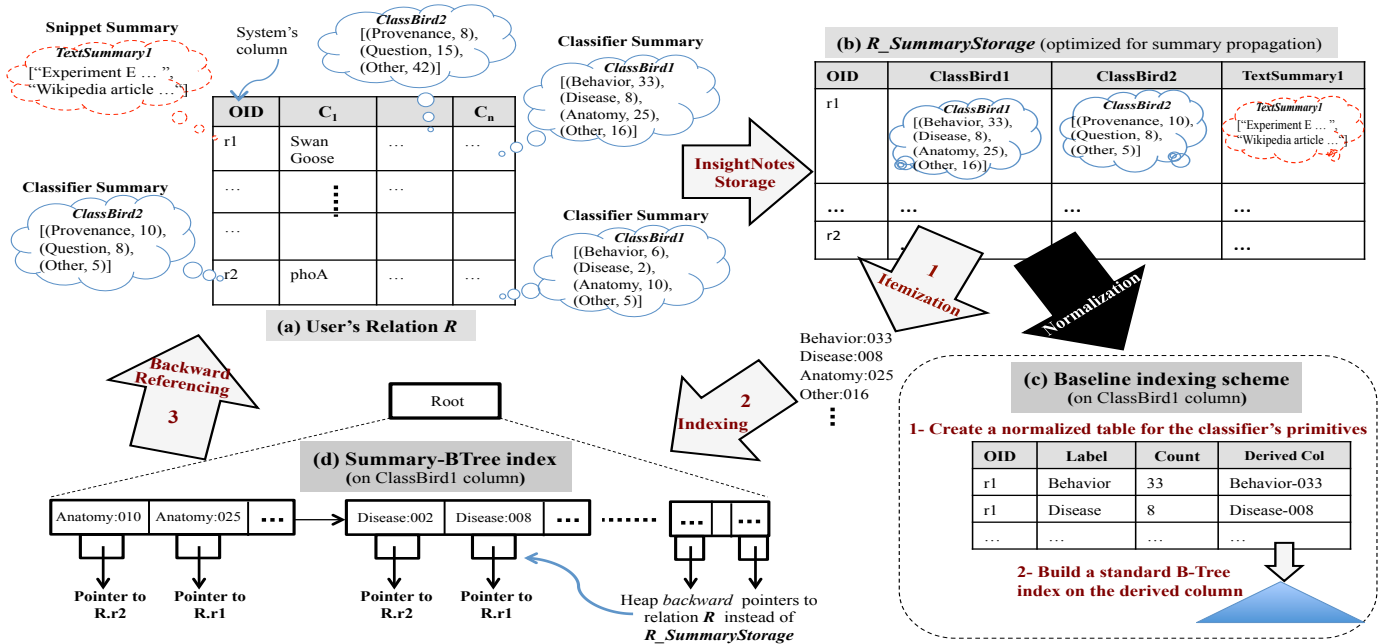 Snippet Summary
TextSummary1
[“Experiment E … ”,
“Wikipedia article …“]
System’s
column
ClassBird2
[(Provenance, 8),
(Question, 15),
(Other, 42)]
Classifier Summary
ClassBird1
[(Behavior, 33),
(Disease, 8),
(Anatomy, 25),
(Other, 16)]
OID C1 Cn
r1 Swan Goose … …
… … …
…
r2 phoA … …
Classifier Summary
ClassBird2
[(Provenance, 10),
(Question, 8),
(Other, 5)]
Classifier Summary
ClassBird1
[(Behavior, 6),
(Disease, 2),
(Anatomy, 10),
(Other, 5)]
(a) User’s Relation R
InsightNotes
Storage
(b) R_SummaryStorage (optimized for summary propagation)
OID ClassBird1 ClassBird2 TextSummary1
r1
ClassBird1
[(Behavior, 33),
(Disease, 8),
(Anatomy, 25),
(Other, 16)]
ClassBird2
[(Provenance, 10),
(Question, 8),
(Other, 5)]
TextSummary1
[“Experiment E … ”,
“Wikipedia article …“]
… … … …
r2 … …
1
Itemization
Normalization
Behavior:033
Disease:008
Anatomy:025
Other:016
2
Indexing
Backward
Referencing
3
Root
(d) Summary-BTree index
(on ClassBird1 column)
Anatomy:010 Anatomy:025 … Disease:002 Disease:008 … … …
Pointer to
R.r2
Pointer to
R.r1
Pointer to
R.r2
Pointer to
R.r1
Heap backward pointers to
relation R instead of
R_SummaryStorage
(c) Baseline indexing scheme
(on ClassBird1 column)
1- Create a normalized table for the classifier’s primitives
OID Label Count Derived Col
r1 Behavior 33 Behavior-033
r1 Disease 8 Disease-008
… … … …
2- Build a standard B-Tree
index on the derived column